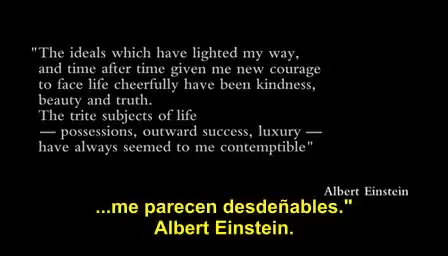 "The ideals which have lighted my way,
and time after time given me new courage
to face life cheerfully have been kindness,
beauty and truth.
The trite subjects of life
— possessions, outward success, luxury —
have always seemed to me contemptible"
Albert Einstein
...me parecen desdeñables."
Albert Einstein.